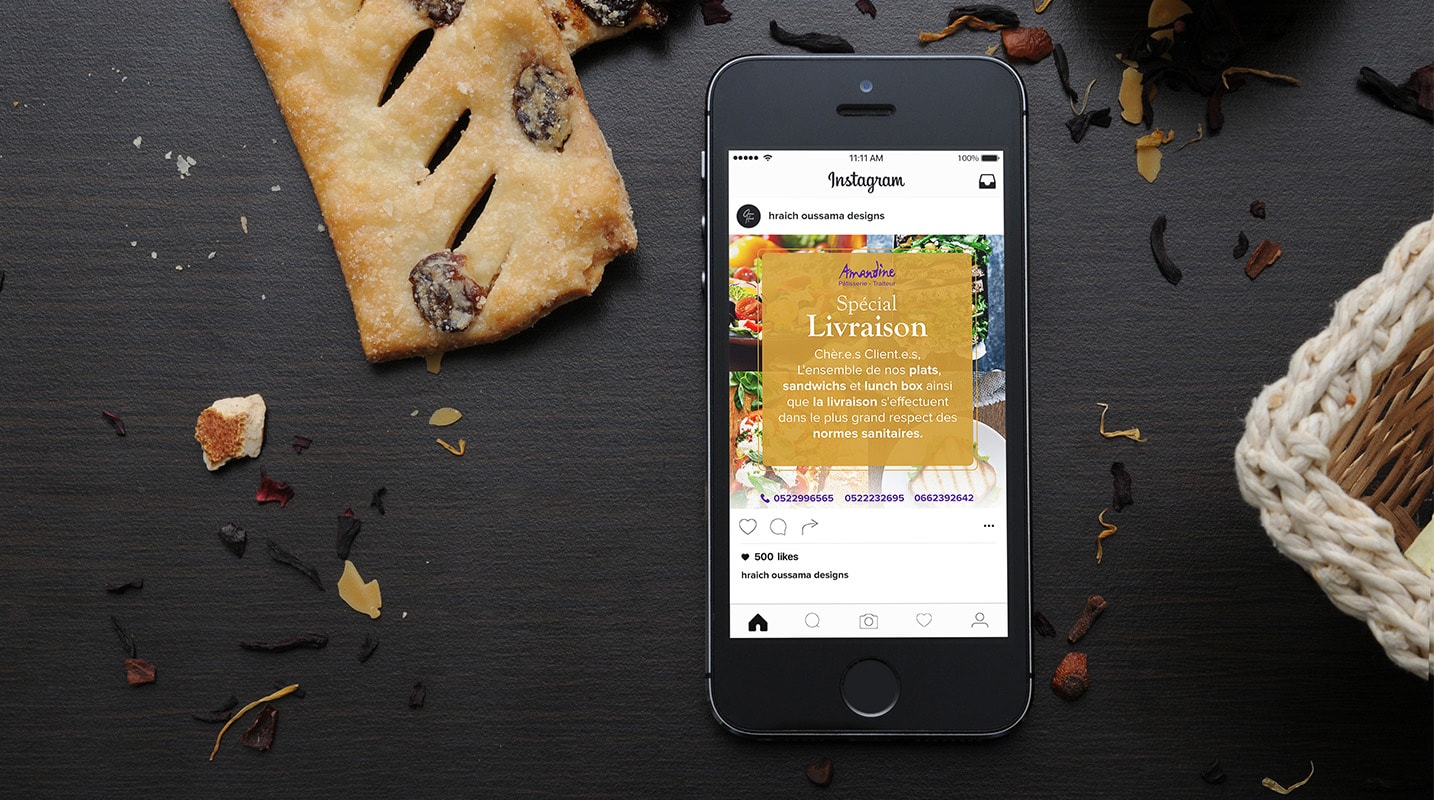 11:11 AM
100%
Instagram
hraich oussama designs
Amandine
Pâtisserie - Traiteur
Spécial
Livraison
Chèr.e.s Client.e.s,
L'ensemble de nos plats,
sandwichs et lunch box ainsi
que la livraison s'effectuent
dans le plus grand respect des
normes sanitaires.
0522996565 0522232695 0662392642
500 likes
hraich oussama designs